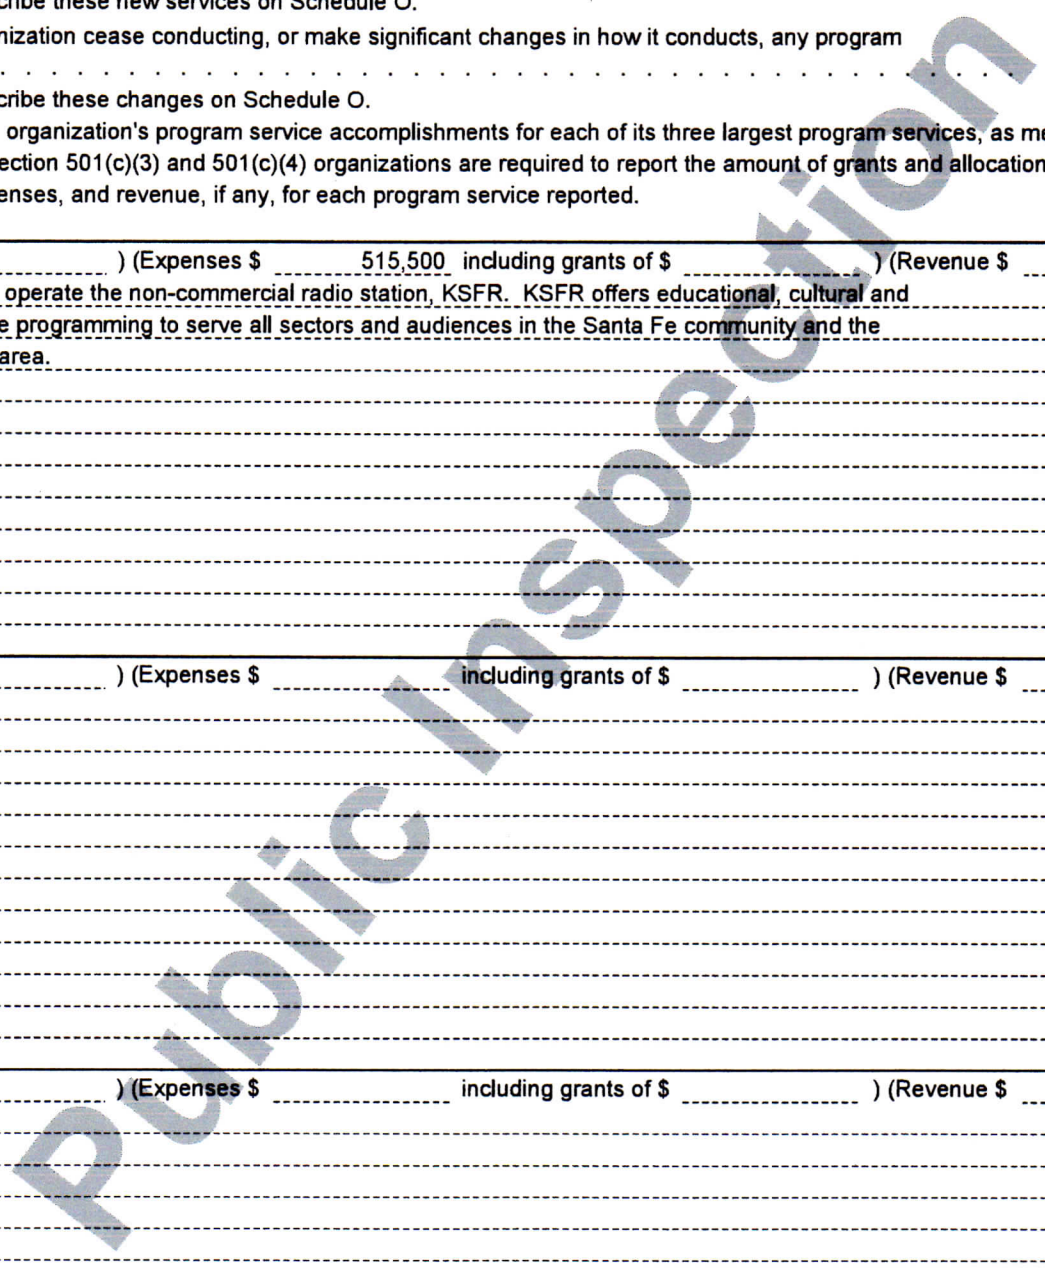 cribe these new services on Schedule O.
nization cease conducting, or make significant changes in how it conducts, any program
cribe these changes on Schedule O.
organization's program service accomplishments for each of its three largest program services, as me
ection 501(c)(3) and 501(c)(4) organizations are required to report the amount of grants and allocation
enses, and revenue, if any, for each program service reported.
) (Expenses $ 515,500 including grants of $ ) (Revenue $
operate the non-commercial radio station, KSFR. KSFR offers educational, cultural and
e programming to serve all sectors and audiences in the Santa Fe community and the
area.
) (Expenses $ including grants of $ ) (Revenue $
) (Expenses $ including grants of $ ) (Revenue $
Public Inspection